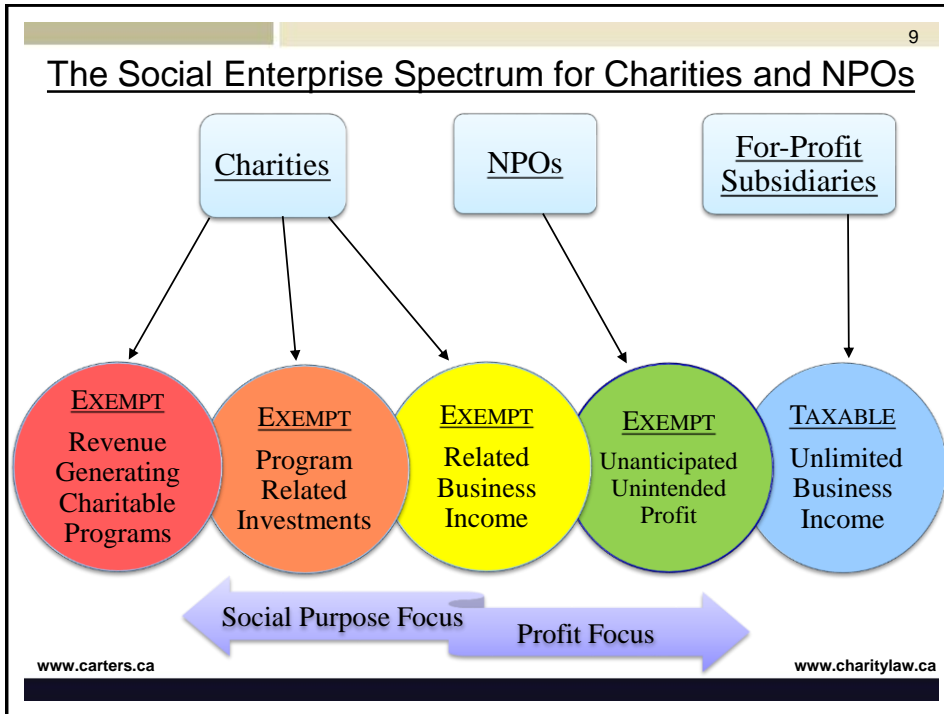 9
The Social Enterprise Spectrum for Charities and NPOs
Charities
NPOs
For-Profit
Subsidiaries
EXEMPT
Revenue
Generating
Charitable
Programs
EXEMPT
Program
Related
Investments
EXEMPT
Related
Business
Income
EXEMPT
Unanticipated
Unintended
Profit
TAXABLE
Unlimited
Business
Income
Social Purpose Focus
Profit Focus
www.carters.ca
www.charitylaw.ca